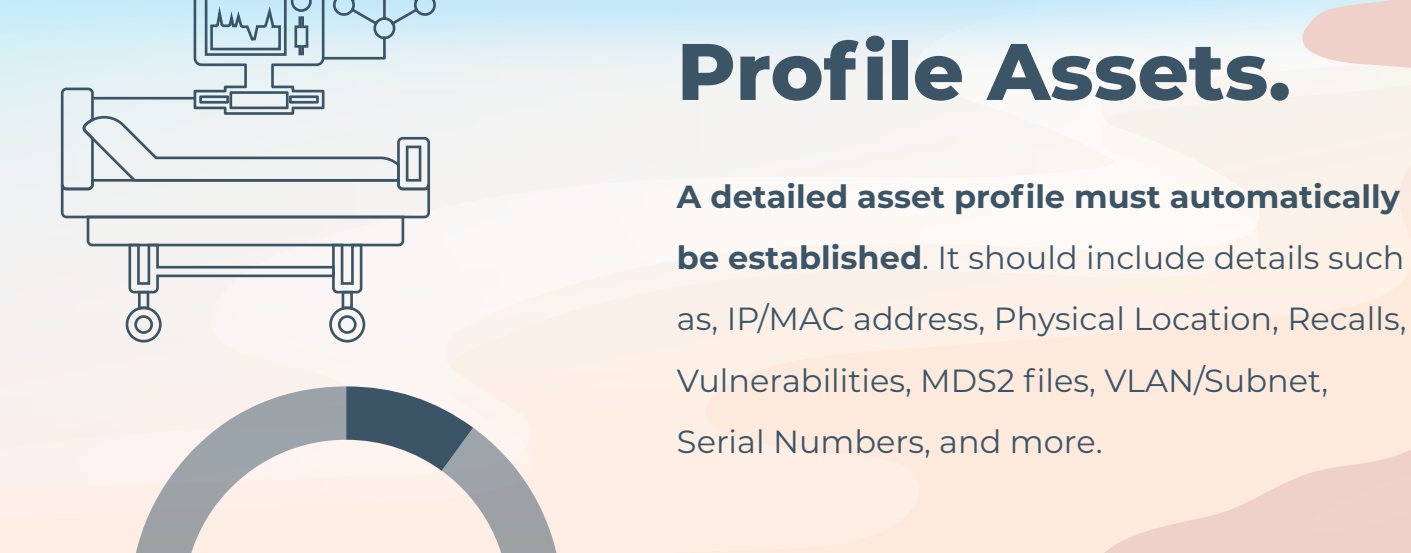 Profile Assets.
A detailed asset profile must automatically
be established. It should include details such
as, IP/MAC address, Physical Location, Recalls,
Vulnerabilities, MDS2 files, VLAN/Subnet,
Serial Numbers, and more.